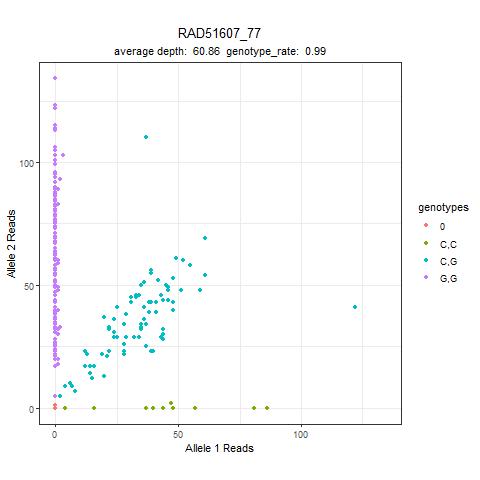 RAD51607_77
average depth: 60.86 genotype_rate: 0.99
Allele 2 Reads
100
50
0
0
50
100
Allele 1 Reads
genotypes
0
C,C
C,G
G,G